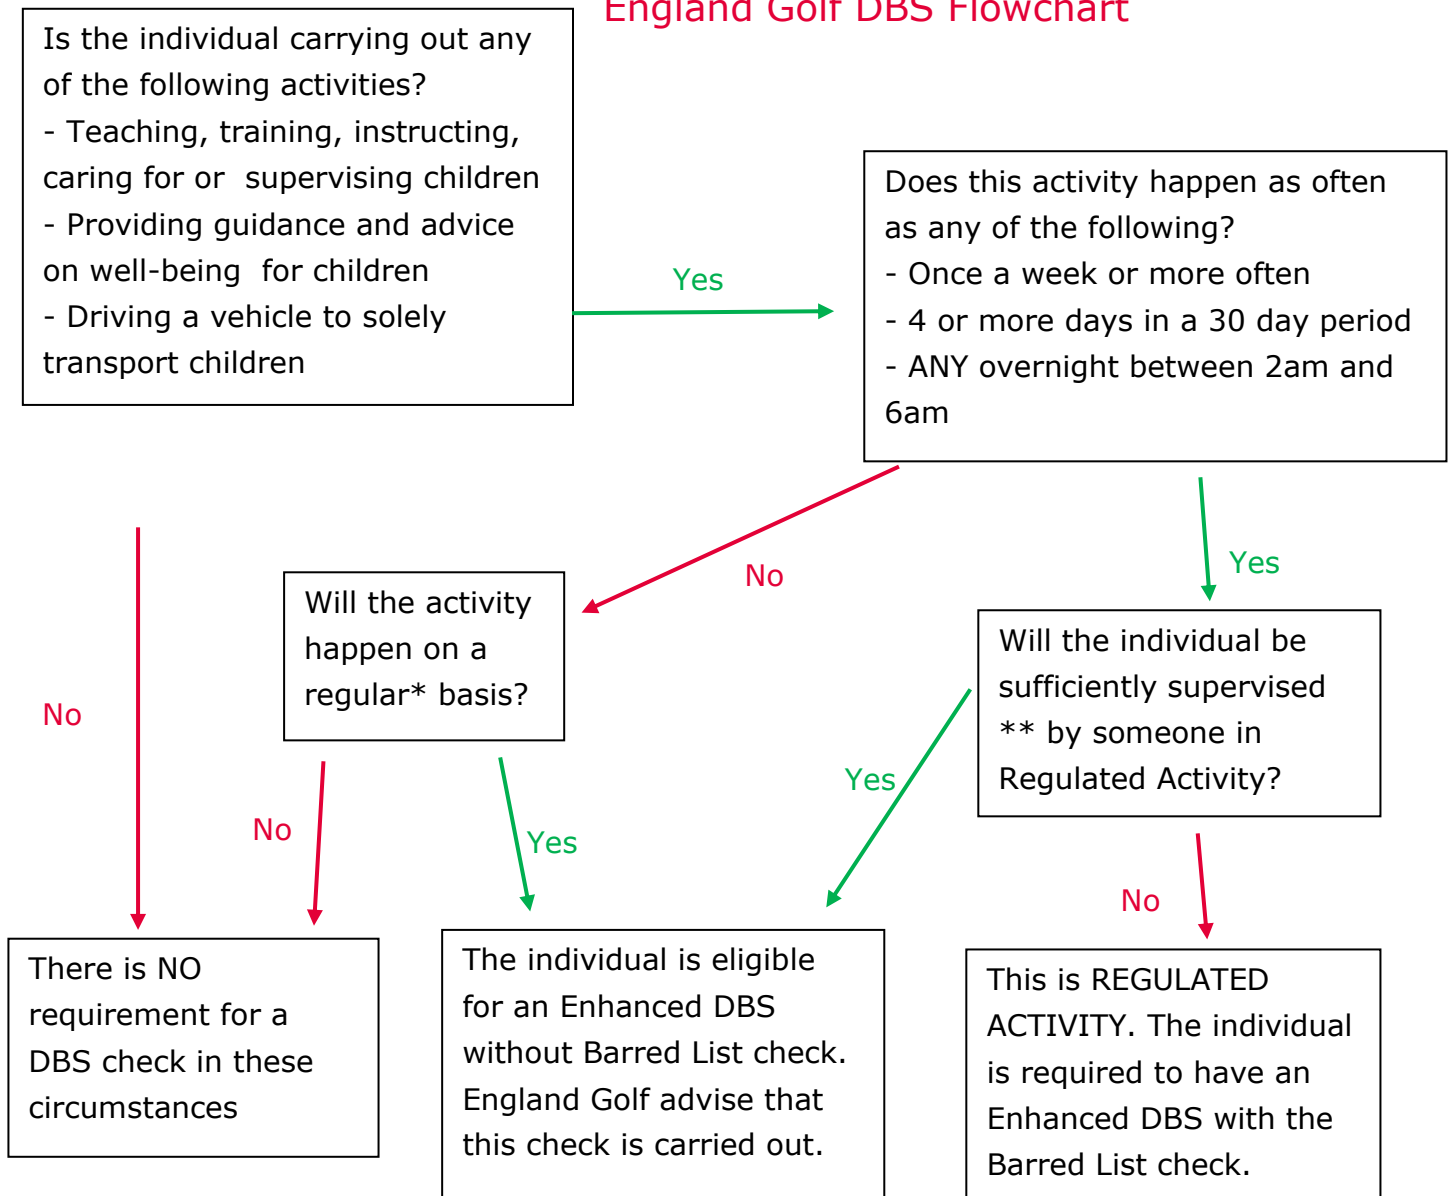 England Golf DBS Flowchart
Is the individual carrying out any
of the following activities?
- Teaching, training, instructing,
caring for or  supervising children
- Providing guidance and advice
on well-being  for children
- Driving a vehicle to solely
transport children
Yes
Does this activity happen as often
as any of the following?
- Once a week or more often
- 4 or more days in a 30 day period
- ANY overnight between 2am and
6am
No
Yes
Will the activity
happen on a
regular* basis?
Will the individual be
sufficiently supervised
** by someone in
Regulated Activity?
No
No
Yes
Yes
No
There is NO
requirement for a
DBS check in these
circumstances
The individual is eligible
for an Enhanced DBS
without Barred List check.
England Golf advise that
this check is carried out.
This is REGULATED
ACTIVITY. The individual
is required to have an
Enhanced DBS with the
Barred List check.